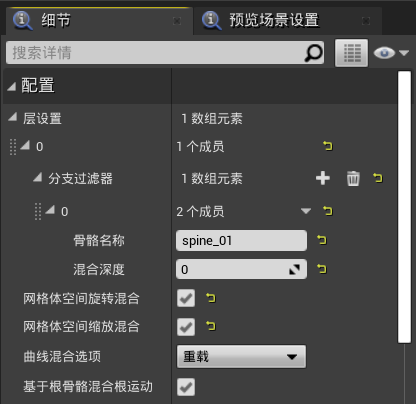 细节 预览场景设置
搜索详情
配置
层设置 1 数组元素
0 1 个成员
分支过滤器 1 数组元素
0 2 个成员
骨骼名称 spine_01
混合深度 0
网格体空间旋转混合
网格体空间缩放混合
曲线混合选项 重载
基于根骨骼混合根运动